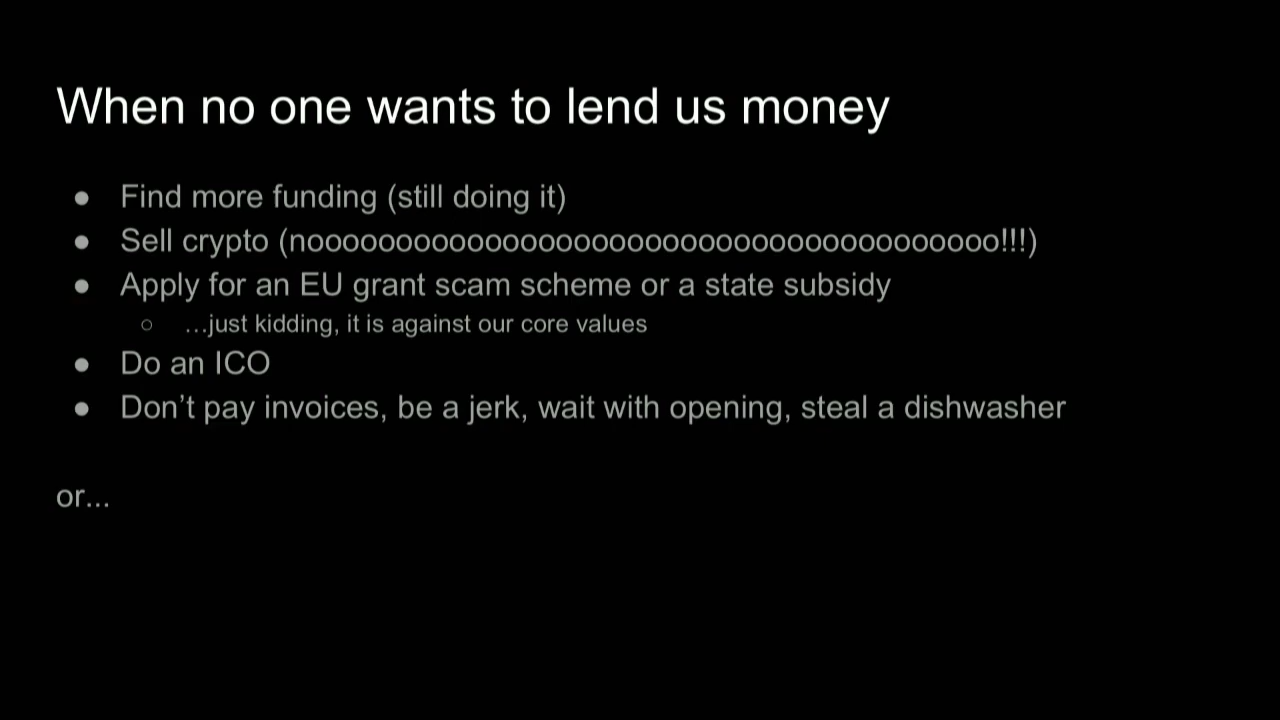 When no one wants to lend us money
● Find more funding (still doing it)
● Sell crypto (nooooooooooooooooooooooooooooooooooooooo!!!)
● Apply for an EU grant scam scheme or a state subsidy
○ …just kidding, it is against our core values
● Do an ICO
● Don’t pay invoices, be a jerk, wait with opening, steal a dishwasher
or...